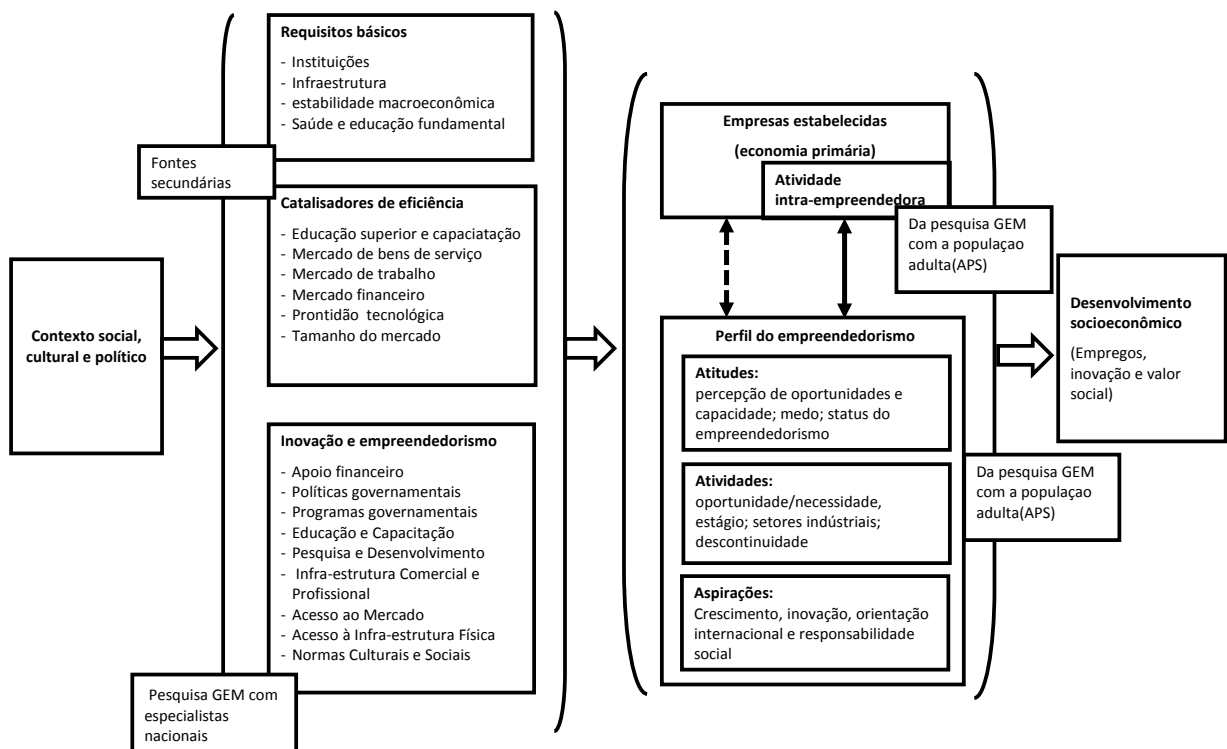 Contexto social,
cultural e político
Requisitos básicos
- Instituições
- Infraestrutura
- estabilidade macroeconômica
- Saúde e educação fundamental
Fontes
secundárias
Catalisadores de eficiência
- Educação superior e capaciatação
- Mercado de bens de serviço
- Mercado de trabalho
- Mercado financeiro
- Prontidão tecnológica
- Tamanho do mercado
Inovação e empreendedorismo
- Apoio financeiro
- Políticas governamentais
- Programas governamentais
- Educação e Capacitação
- Pesquisa e Desenvolvimento
- Infra-estrutura Comercial e
Profissional
- Acesso ao Mercado
- Acesso à Infra-estrutura Física
- Normas Culturais e Sociais
Pesquisa GEM com
especialistas
nacionais
Empresas estabelecidas
(economia primária)
Atividade
intra-empreendedora
Da pesquisa GEM
com a populaçao
adulta(APS)
Perfil do empreendedorismo
Atitudes:
percepção de oportunidades e
capacidade; medo; status do
empreendedorismo
Atividades:
oportunidade/necessidade,
estágio; setores indústriais;
descontinuidade
Aspirações:
Crescimento, inovação, orientação
internacional e responsabilidade
social
Da pesquisa GEM
com a populaçao
adulta(APS)
Desenvolvimento
socioeconômico
(Empregos,
inovação e valor
social)